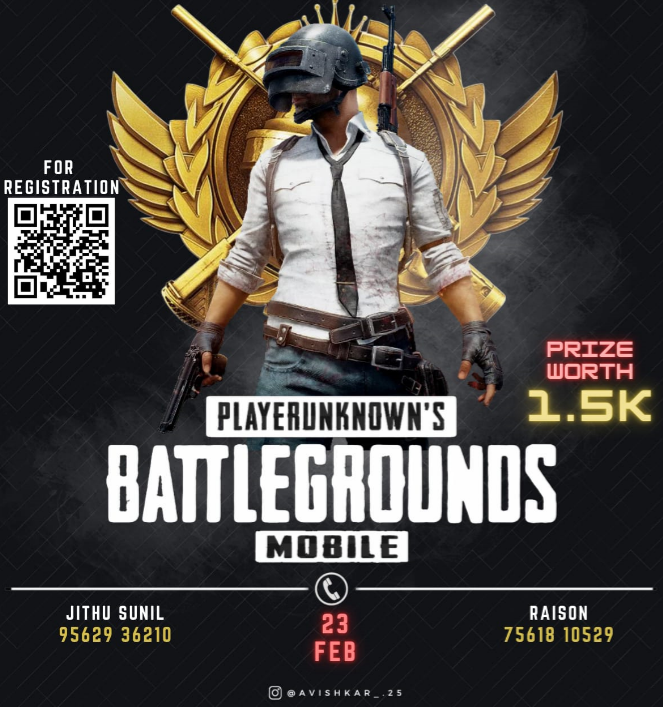 FOR
REGISTRATION
PRIZE
WORTH
1.5K
PLAYERUNKNOWN'S
BATTLEGROUNDS
MOBILE
JITHU SUNIL
95629 36210
23
FEB
RAISON
75618 10529
@AVISHKAR_.25